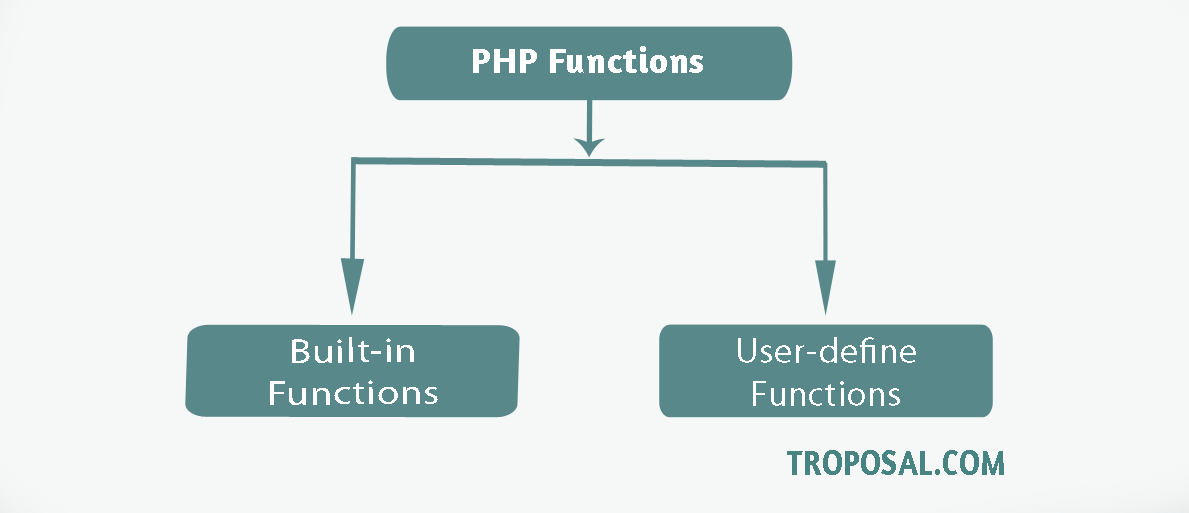 PHP Functions
Built-in
Functions
User-define
Functions
TROPOSAL.COM